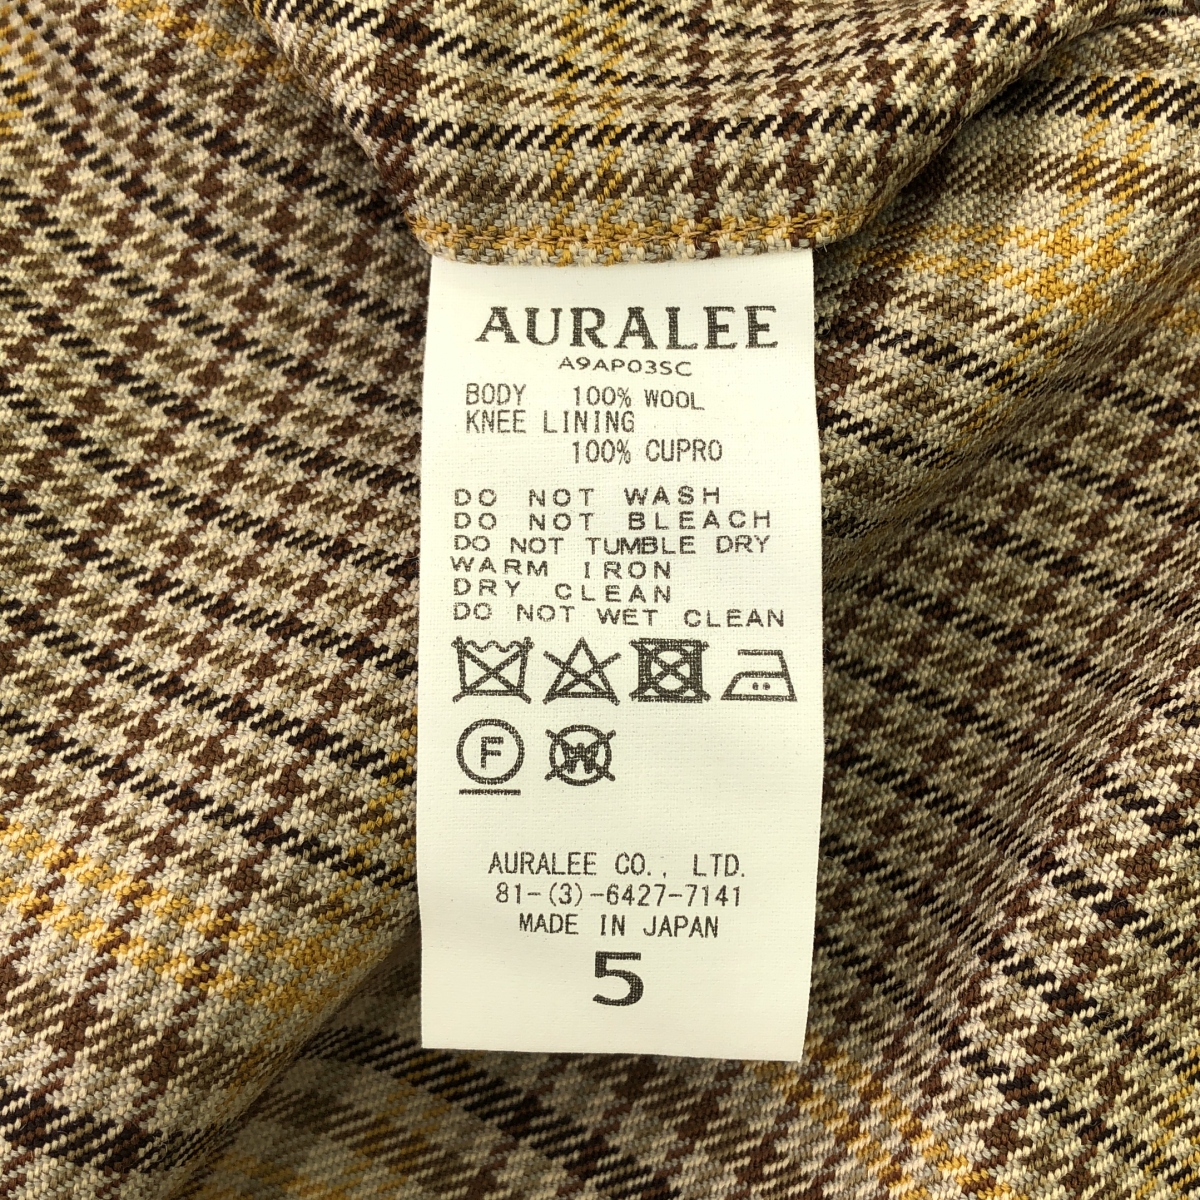 AURALEE
A9AP03SC
BODY 100% WOOL
KNEE LINING
100% CUPRO
DO NOT WASH
DO NOT BLEACH
DO NOT TUMBLE DRY
WARM IRON
DRY CLEAN
DO NOT WET CLEAN
F W
AURALEE CO., LTD.
81-(3)-6427-7141
MADE IN JAPAN
5